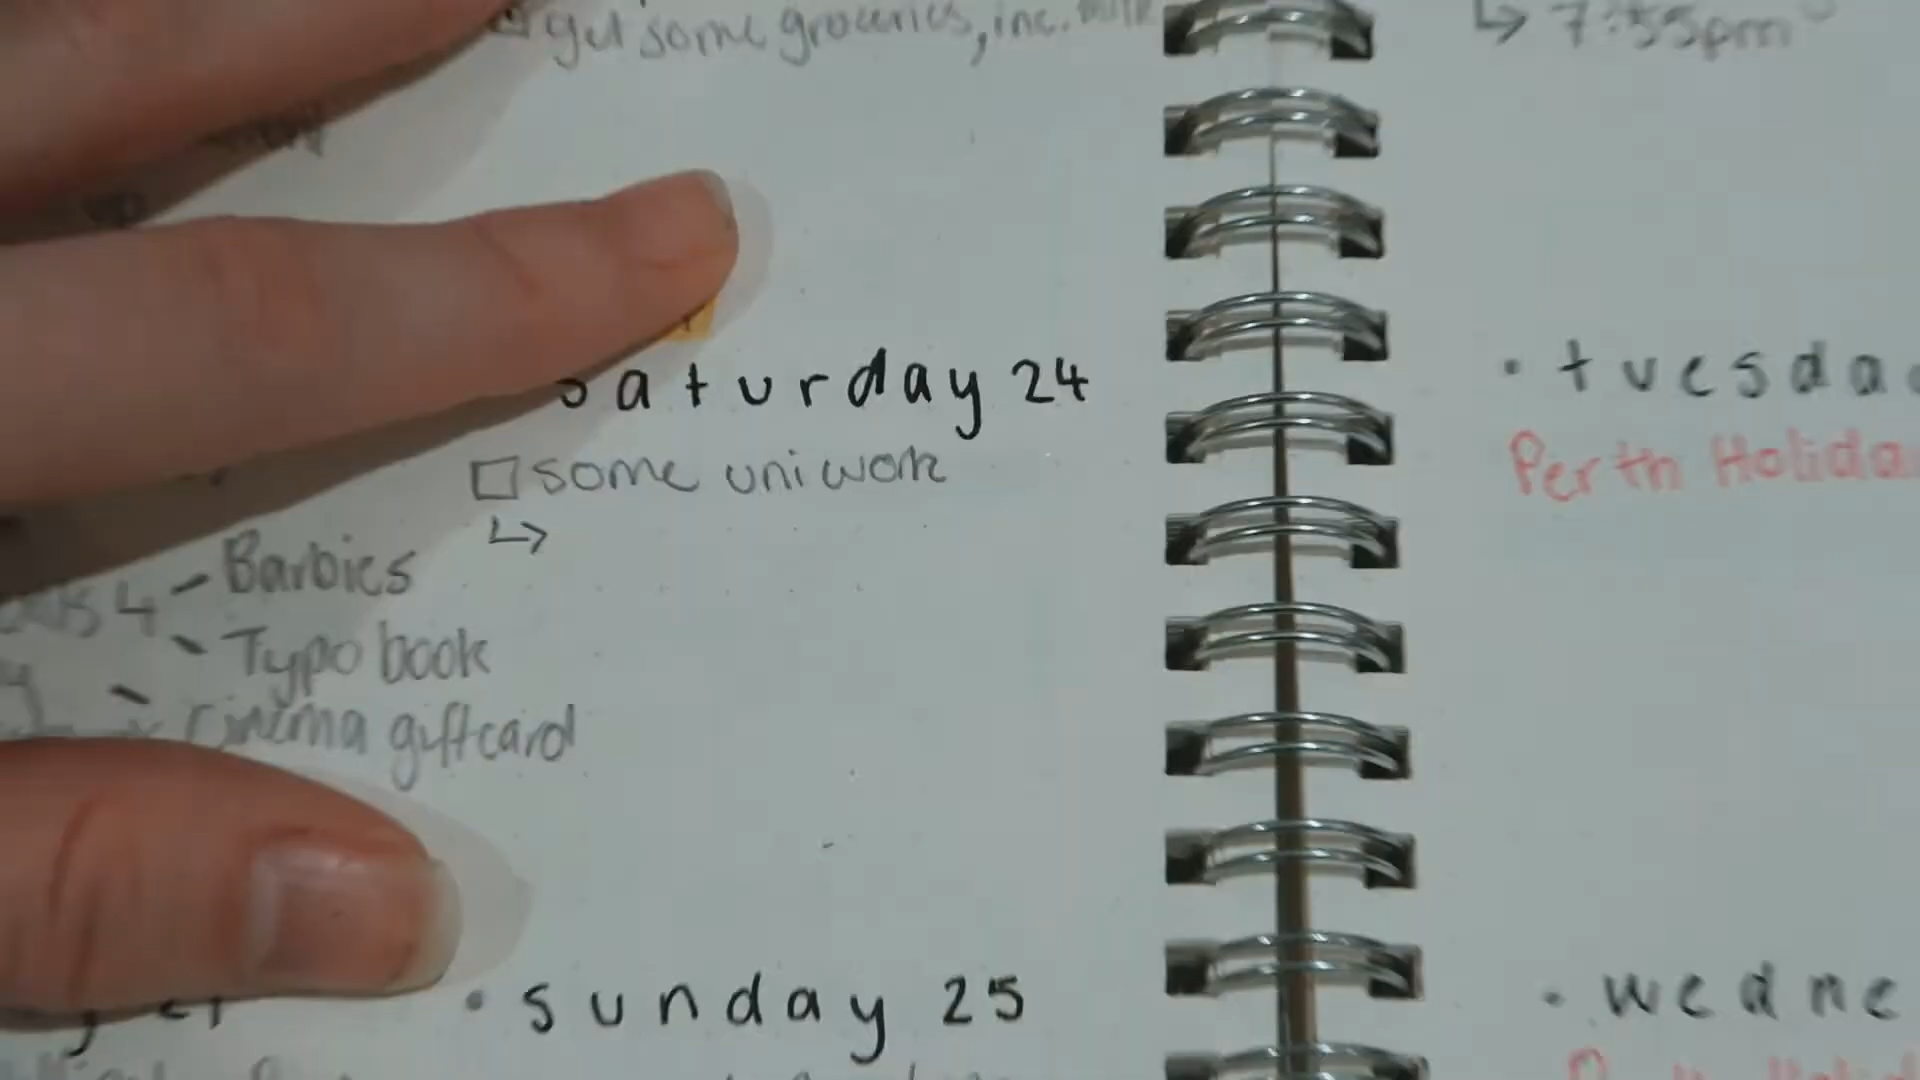 get some groceries, inc. milk
saturday 24
some uni work
↳
Barbies
Typo book
cinema giftcard
sunday 25
↳ 7:55pm
tuesda
Perth Holida
wedne